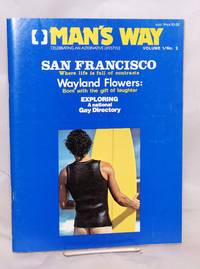 MAN'S WAY
CELEBRATING AN ALTERNATIVE LIFESTYLE
VOLUME 1/No. 2
SAN FRANCISCO
Where life is full of contrasts
Wayland Flowers:
Born with the gift of laughter
EXPLORING
A national
Gay Directory